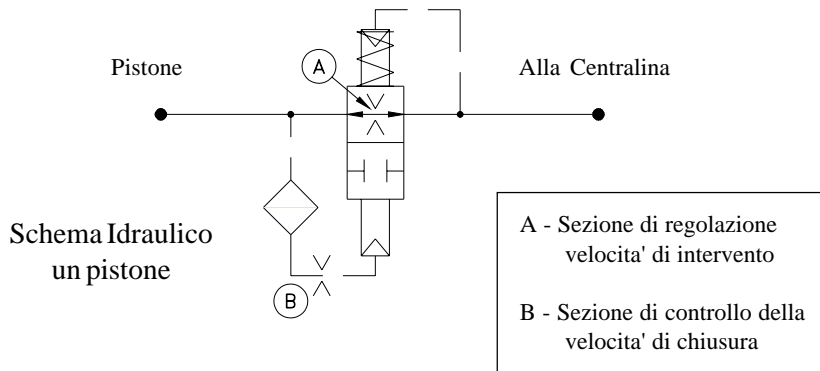 Pistone
A
Alla Centralina
Schema Idraulico
un pistone
B
A - Sezione di regolazione
velocita' di intervento
B - Sezione di controllo della
velocita' di chiusura